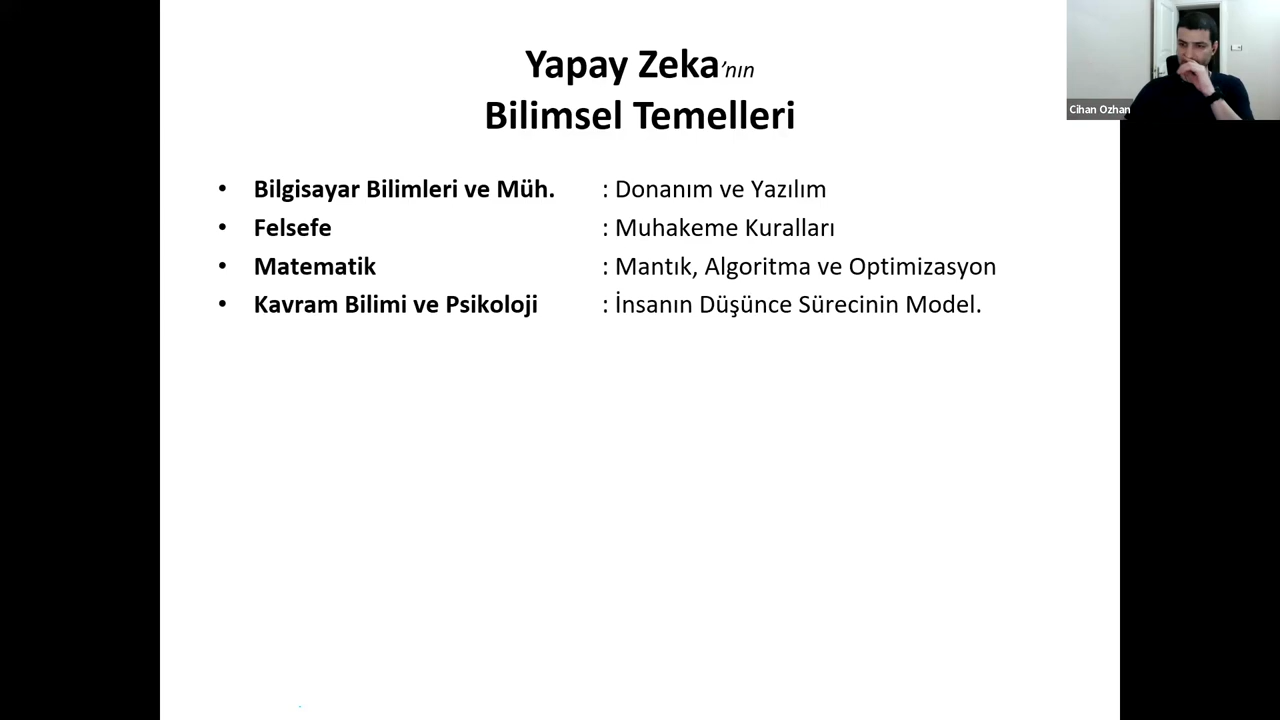 Yapay Zeka'nın
Bilimsel Temelleri
• Bilgisayar Bilimleri ve Müh. : Donanım ve Yazılım
• Felsefe : Muhakeme Kuralları
• Matematik : Mantık, Algoritma ve Optimizasyon
• Kavram Bilimi ve Psikoloji : İnsanın Düşünce Sürecinin Model.
Cihan Ozhan